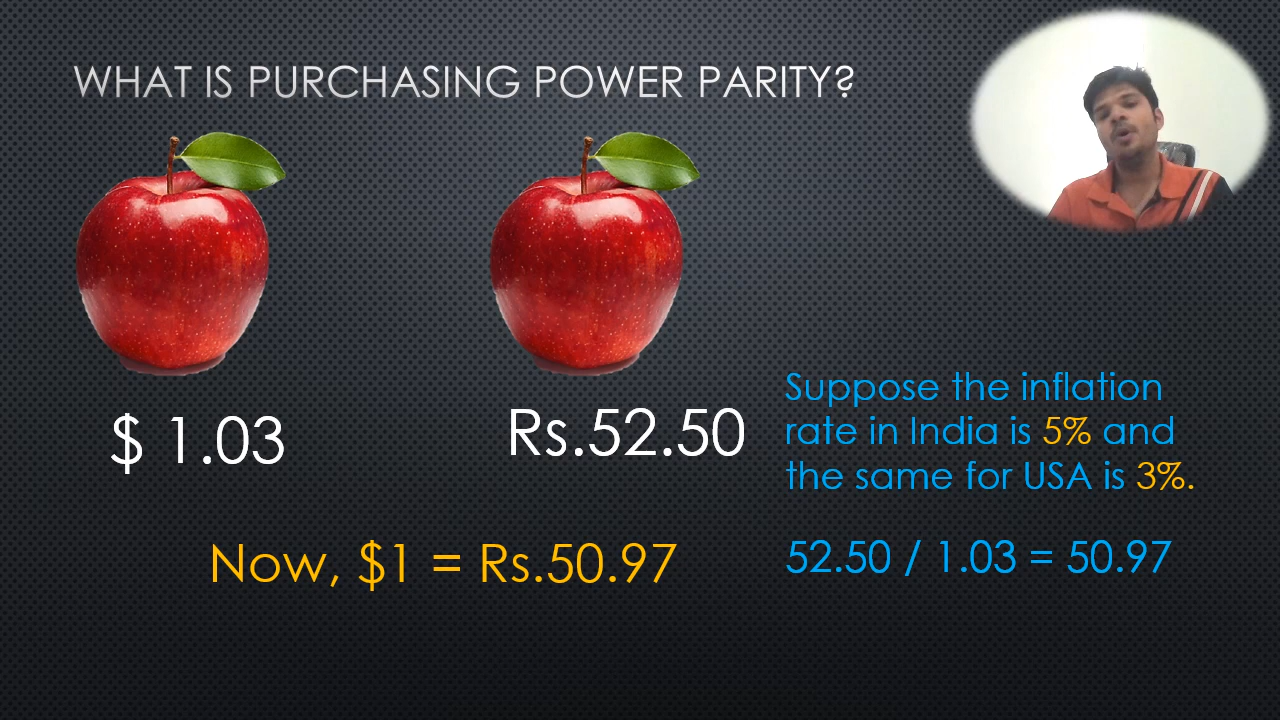 WHAT IS PURCHASING POWER PARITY?
$ 1.03
Rs.52.50
Suppose the inflation
rate in India is 5% and
the same for USA is 3%.
Now, $1 = Rs.50.97
52.50 / 1.03 = 50.97